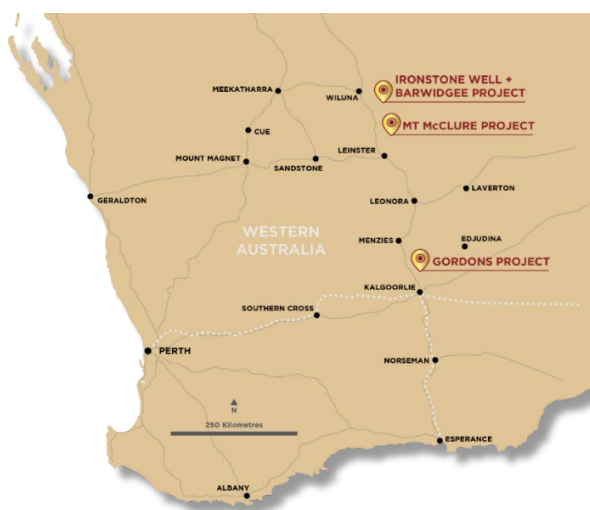 IRONSTONE WELL +
BARWIDGEE PROJECT
MEEKATHARRA
WILUNA
MT McCLURE PROJECT
CUE
LEINSTER
MOUNT MAGNET
SANDSTONE
LAVERTON
GERALDTON
LEONORA
WESTERN
AUSTRALIA
MENZIES
EDJUDINA
GORDONS PROJECT
KALGOORLIE
SOUTHERN CROSS
PERTH
NORSEMAN
N
250 Kilometres
ESPERANCE
ALBANY